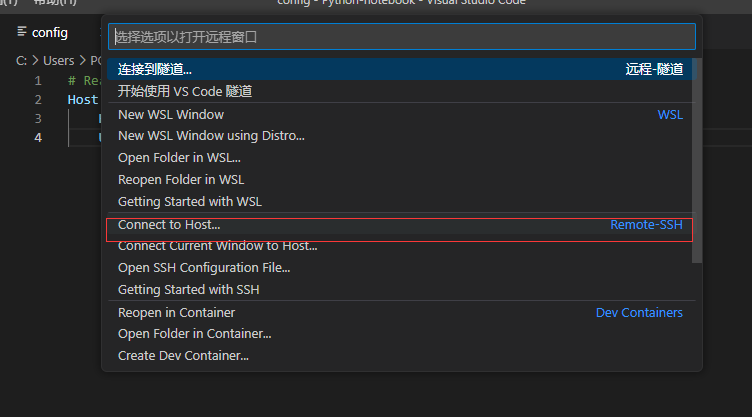 帮助(H)
config - Python-notebook - Visual Studio Code
config
选择选项以打开远程窗口
C: > Users >
连接到隧道... 远程-隧道
1 # Rea
开始使用 VS Code 隧道
2 Host
New WSL Window WSL
3
4
New WSL Window using Distro...
Open Folder in WSL...
Reopen Folder in WSL
Getting Started with WSL
Connect to Host... Remote-SSH
Connect Current Window to Host...
Open SSH Configuration File...
Getting Started with SSH
Reopen in Container Dev Containers
Open Folder in Container...
Create Dev Container...